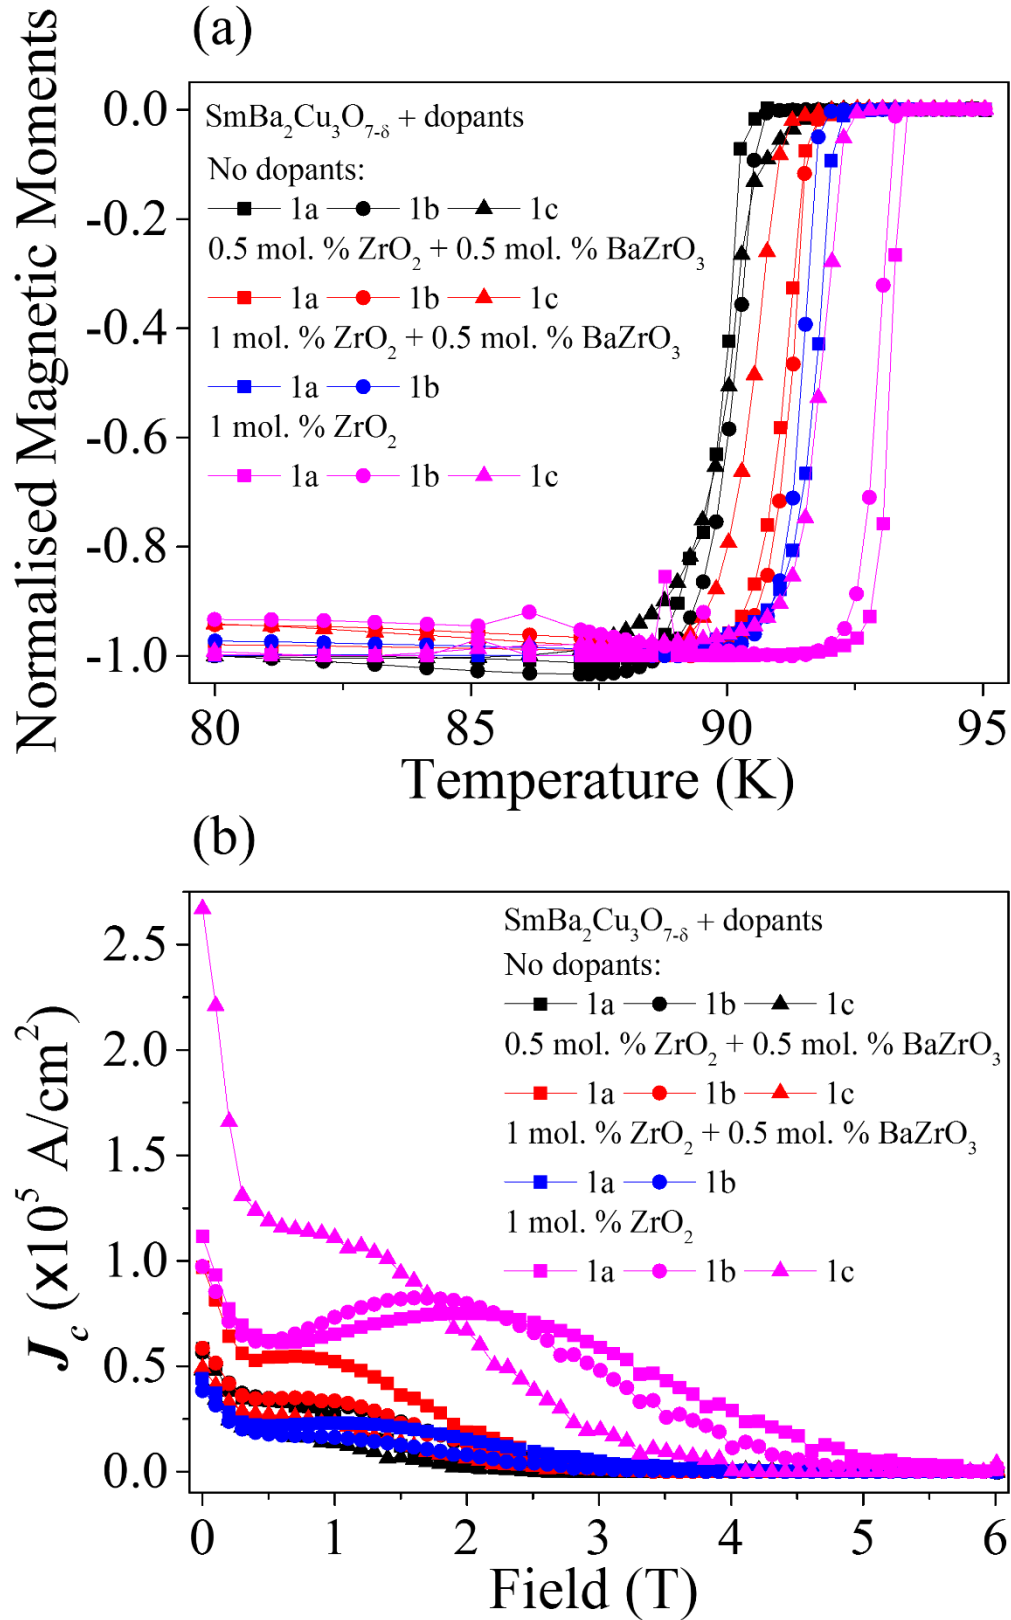 (a)
Normalised Magnetic Moments
0.0
-0.2
-0.4
-0.6
-0.8
-1.0
SmBa₂Cu₃O₇₋δ + dopants
No dopants:
1a 1b 1c
0.5 mol. % ZrO₂ + 0.5 mol. % BaZrO₃
1a 1b 1c
1 mol. % ZrO₂ + 0.5 mol. % BaZrO₃
1a 1b
1 mol. % ZrO₂
1a 1b 1c
80 85 90 95
Temperature (K)
(b)
J_c (x10⁵ A/cm²)
2.5
2.0
1.5
1.0
0.5
0.0
SmBa₂Cu₃O₇₋δ + dopants
No dopants:
1a 1b 1c
0.5 mol. % ZrO₂ + 0.5 mol. % BaZrO₃
1a 1b 1c
1 mol. % ZrO₂ + 0.5 mol. % BaZrO₃
1a 1b
1 mol. % ZrO₂
1a 1b 1c
0 1 2 3 4 5 6
Field (T)